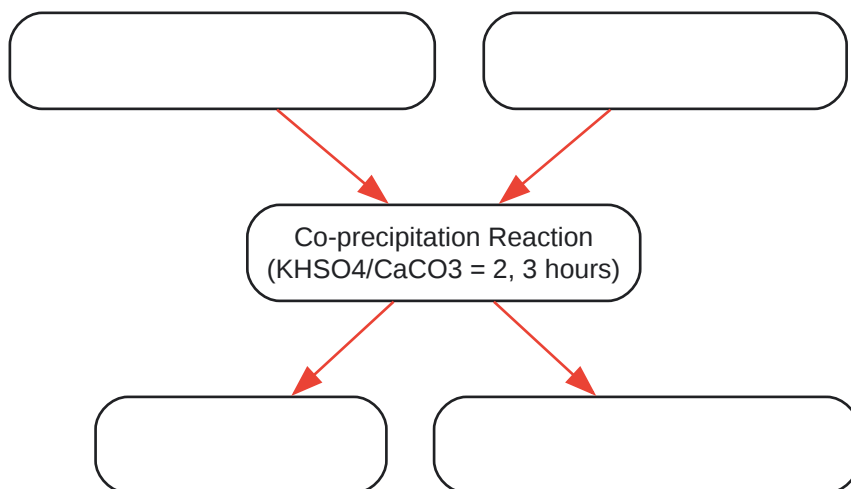 Co-precipitation Reaction
(KHSO4/CaCO3 = 2, 3 hours)